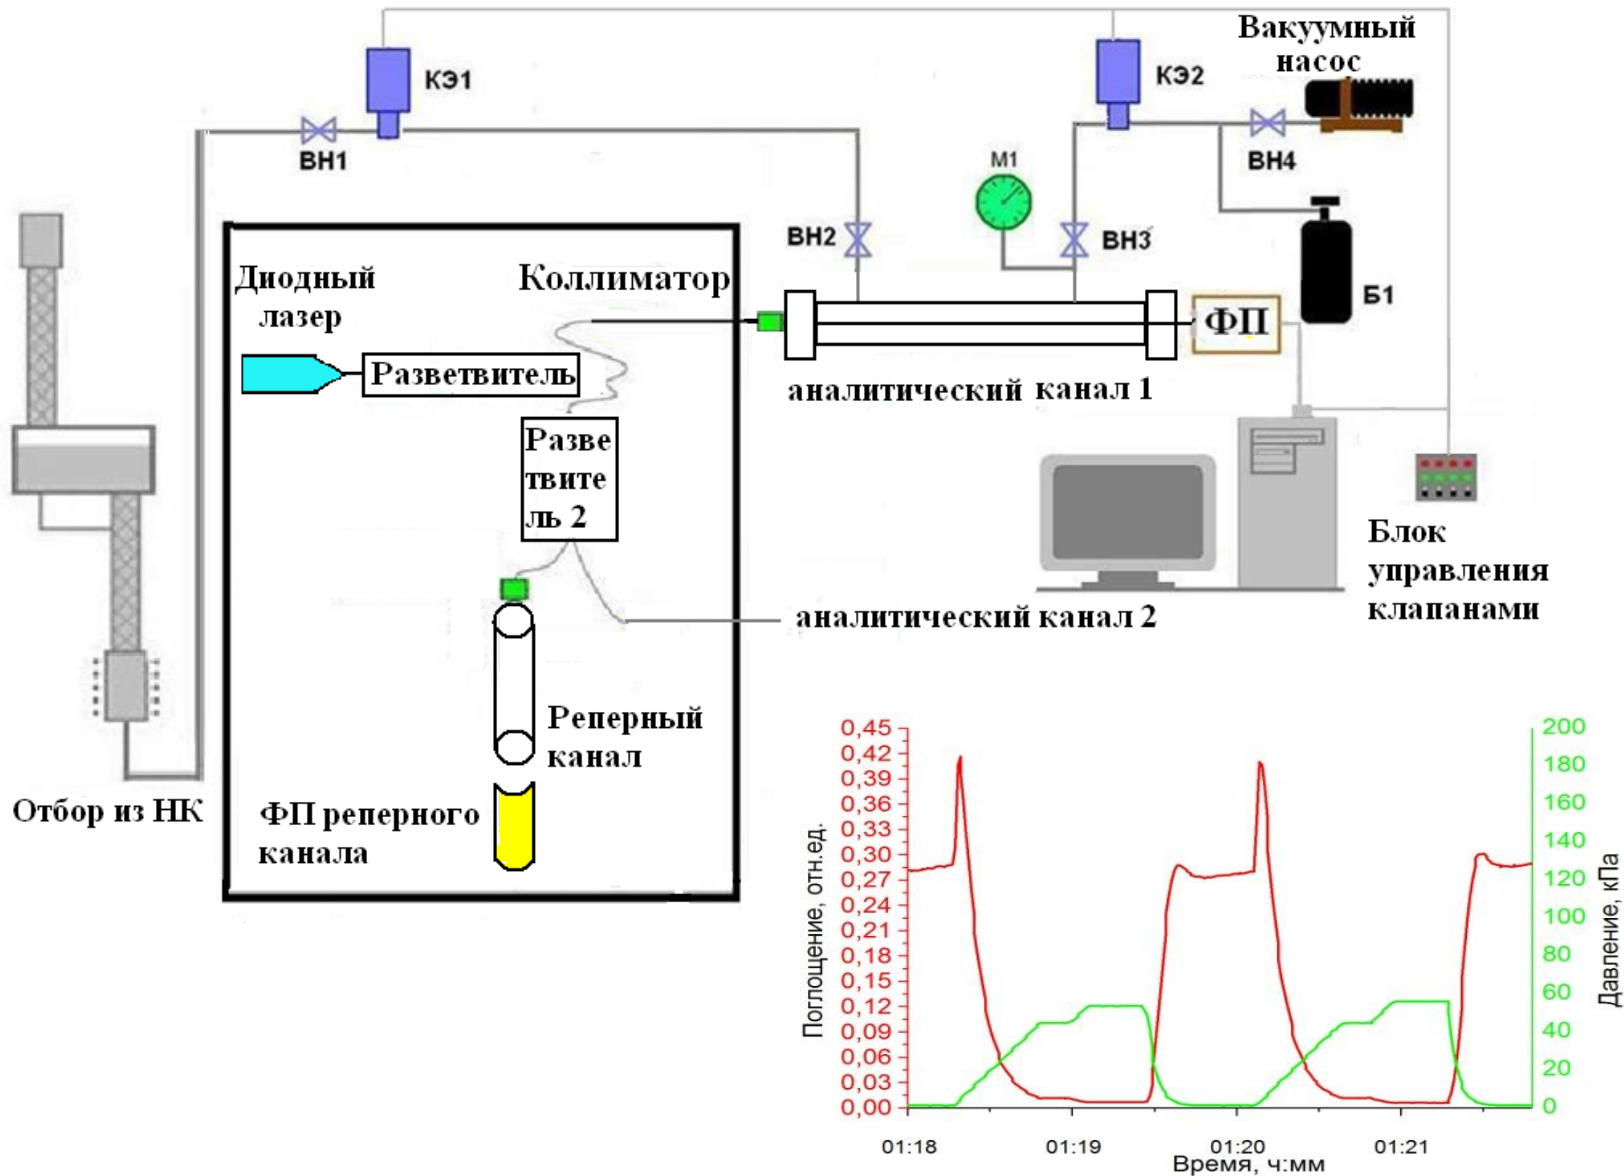 Вакуумный
насос
КЭ1
КЭ2
ВН1
ВН4
М1
ВН2
ВН3
Б1
Диодный
лазер
Коллиматор
ФП
Разветвитель
аналитический канал 1
Разве
твите
ль 2
Блок
управления
клапанами
аналитический канал 2
Реперный
канал
Отбор из НК
ФП реперного
канала
Поглощение, отн.ед.
0,45
0,42
0,39
0,36
0,33
0,30
0,27
0,24
0,21
0,18
0,15
0,12
0,09
0,06
0,03
0,00
200
180
160
140
120
100
80
60
40
20
0
Давление, кПа
01:18
01:19
01:20
01:21
Время, ч:мм